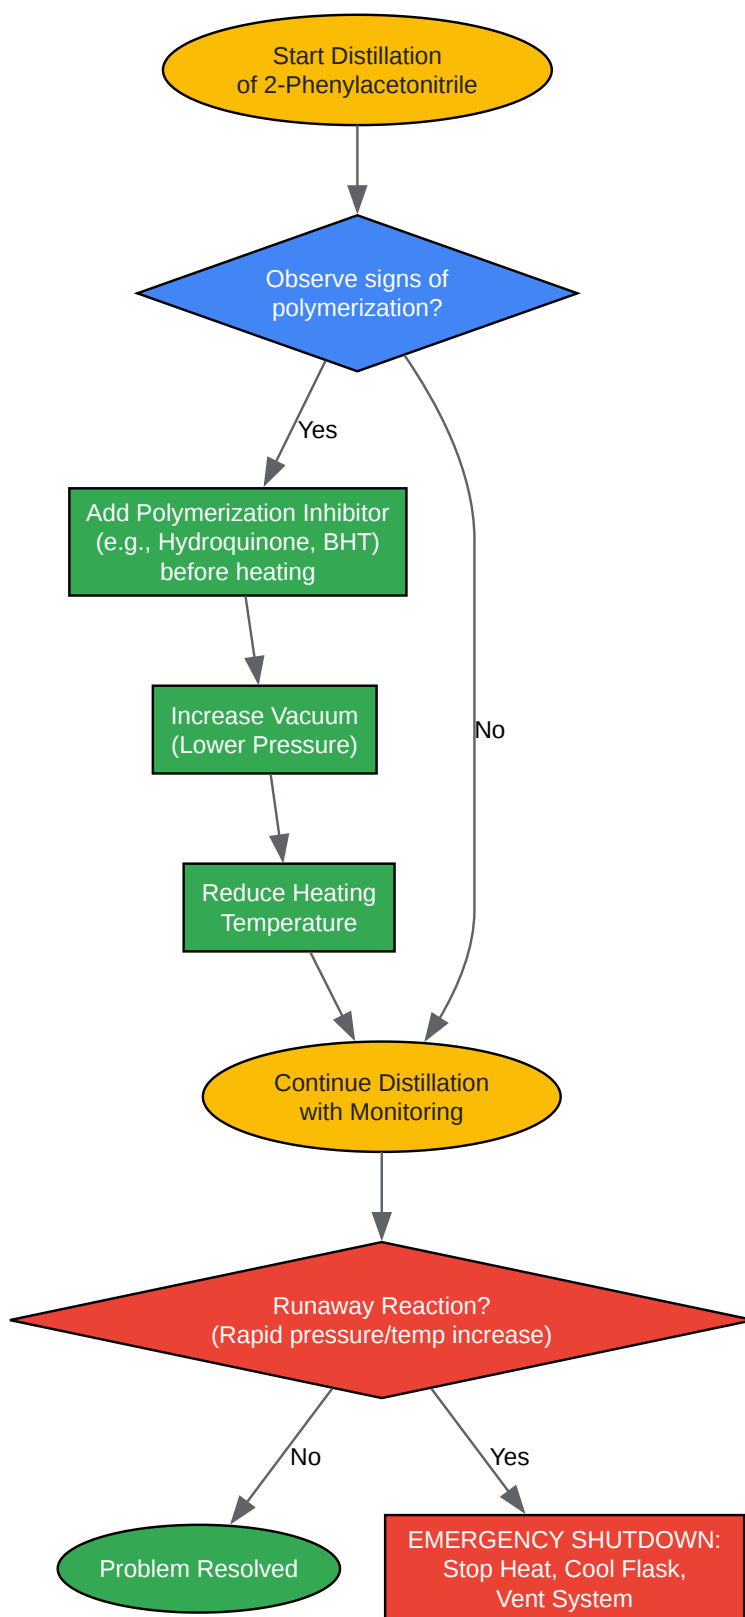 Start Distillation
of 2-Phenylacetonitrile
Observe signs of
polymerization?
Yes
Add Polymerization Inhibitor
(e.g., Hydroquinone, BHT)
before heating
Increase Vacuum
(Lower Pressure)
No
Reduce Heating
Temperature
Continue Distillation
with Monitoring
Runaway Reaction?
(Rapid pressure/temp increase)
No
Yes
Problem Resolved
EMERGENCY SHUTDOWN:
Stop Heat, Cool Flask,
Vent System